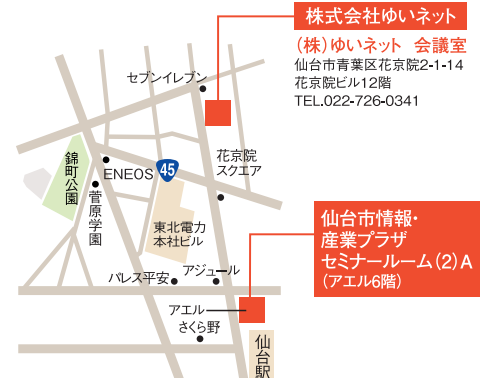 株式会社ゆいネット
(株)ゆいネット 会議室
仙台市青葉区花京院2-1-14
花京院ビル12階
TEL.022-726-0341
セブンイレブン
錦町公園
ENEOS
45
花京院
スクエア
菅原学園
東北電力
本社ビル
仙台市情報・
産業プラザ
セミナールーム(2)A
(アエル6階)
パレス平安
アジュール
アエル
さくら野
仙台駅